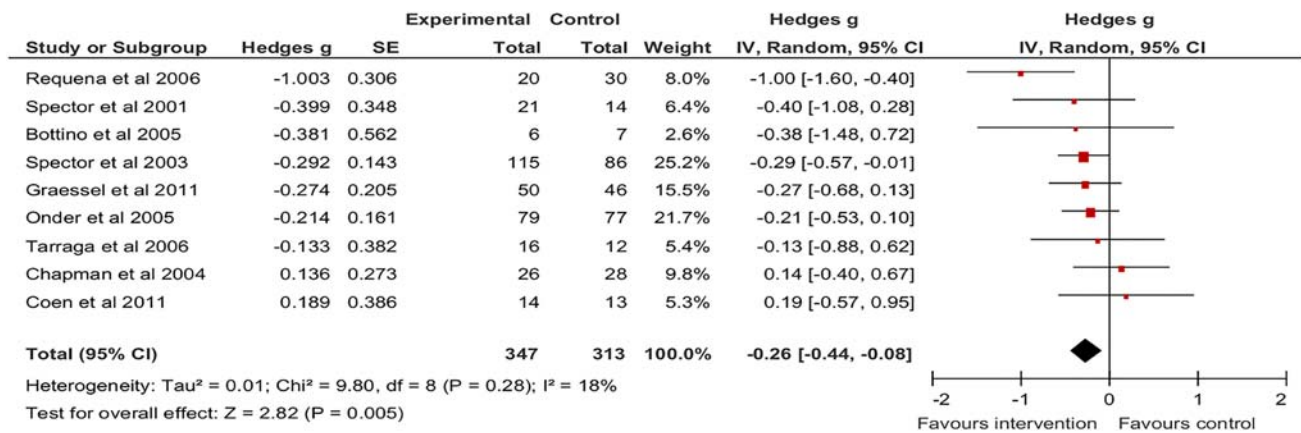 Experimental Control Hedges g Hedges g
Study or Subgroup Hedges g SE Total Total Weight IV, Random, 95% CI IV, Random, 95% CI
Requena et al 2006 -1.003 0.306 20 30 8.0% -1.00 [-1.60, -0.40]
Spector et al 2001 -0.399 0.348 21 14 6.4% -0.40 [-1.08, 0.28]
Bottino et al 2005 -0.381 0.562 6 7 2.6% -0.38 [-1.48, 0.72]
Spector et al 2003 -0.292 0.143 115 86 25.2% -0.29 [-0.57, -0.01]
Graessel et al 2011 -0.274 0.205 50 46 15.5% -0.27 [-0.68, 0.13]
Onder et al 2005 -0.214 0.161 79 77 21.7% -0.21 [-0.53, 0.10]
Tarraga et al 2006 -0.133 0.382 16 12 5.4% -0.13 [-0.88, 0.62]
Chapman et al 2004 0.136 0.273 26 28 9.8% 0.14 [-0.40, 0.67]
Coen et al 2011 0.189 0.386 14 13 5.3% 0.19 [-0.57, 0.95]
Total (95% CI) 347 313 100.0% -0.26 [-0.44, -0.08]
Heterogeneity: Tau² = 0.01; Chi² = 9.80, df = 8 (P = 0.28); I² = 18%
Test for overall effect: Z = 2.82 (P = 0.005)
-2 -1 0 1 2
Favours intervention Favours control